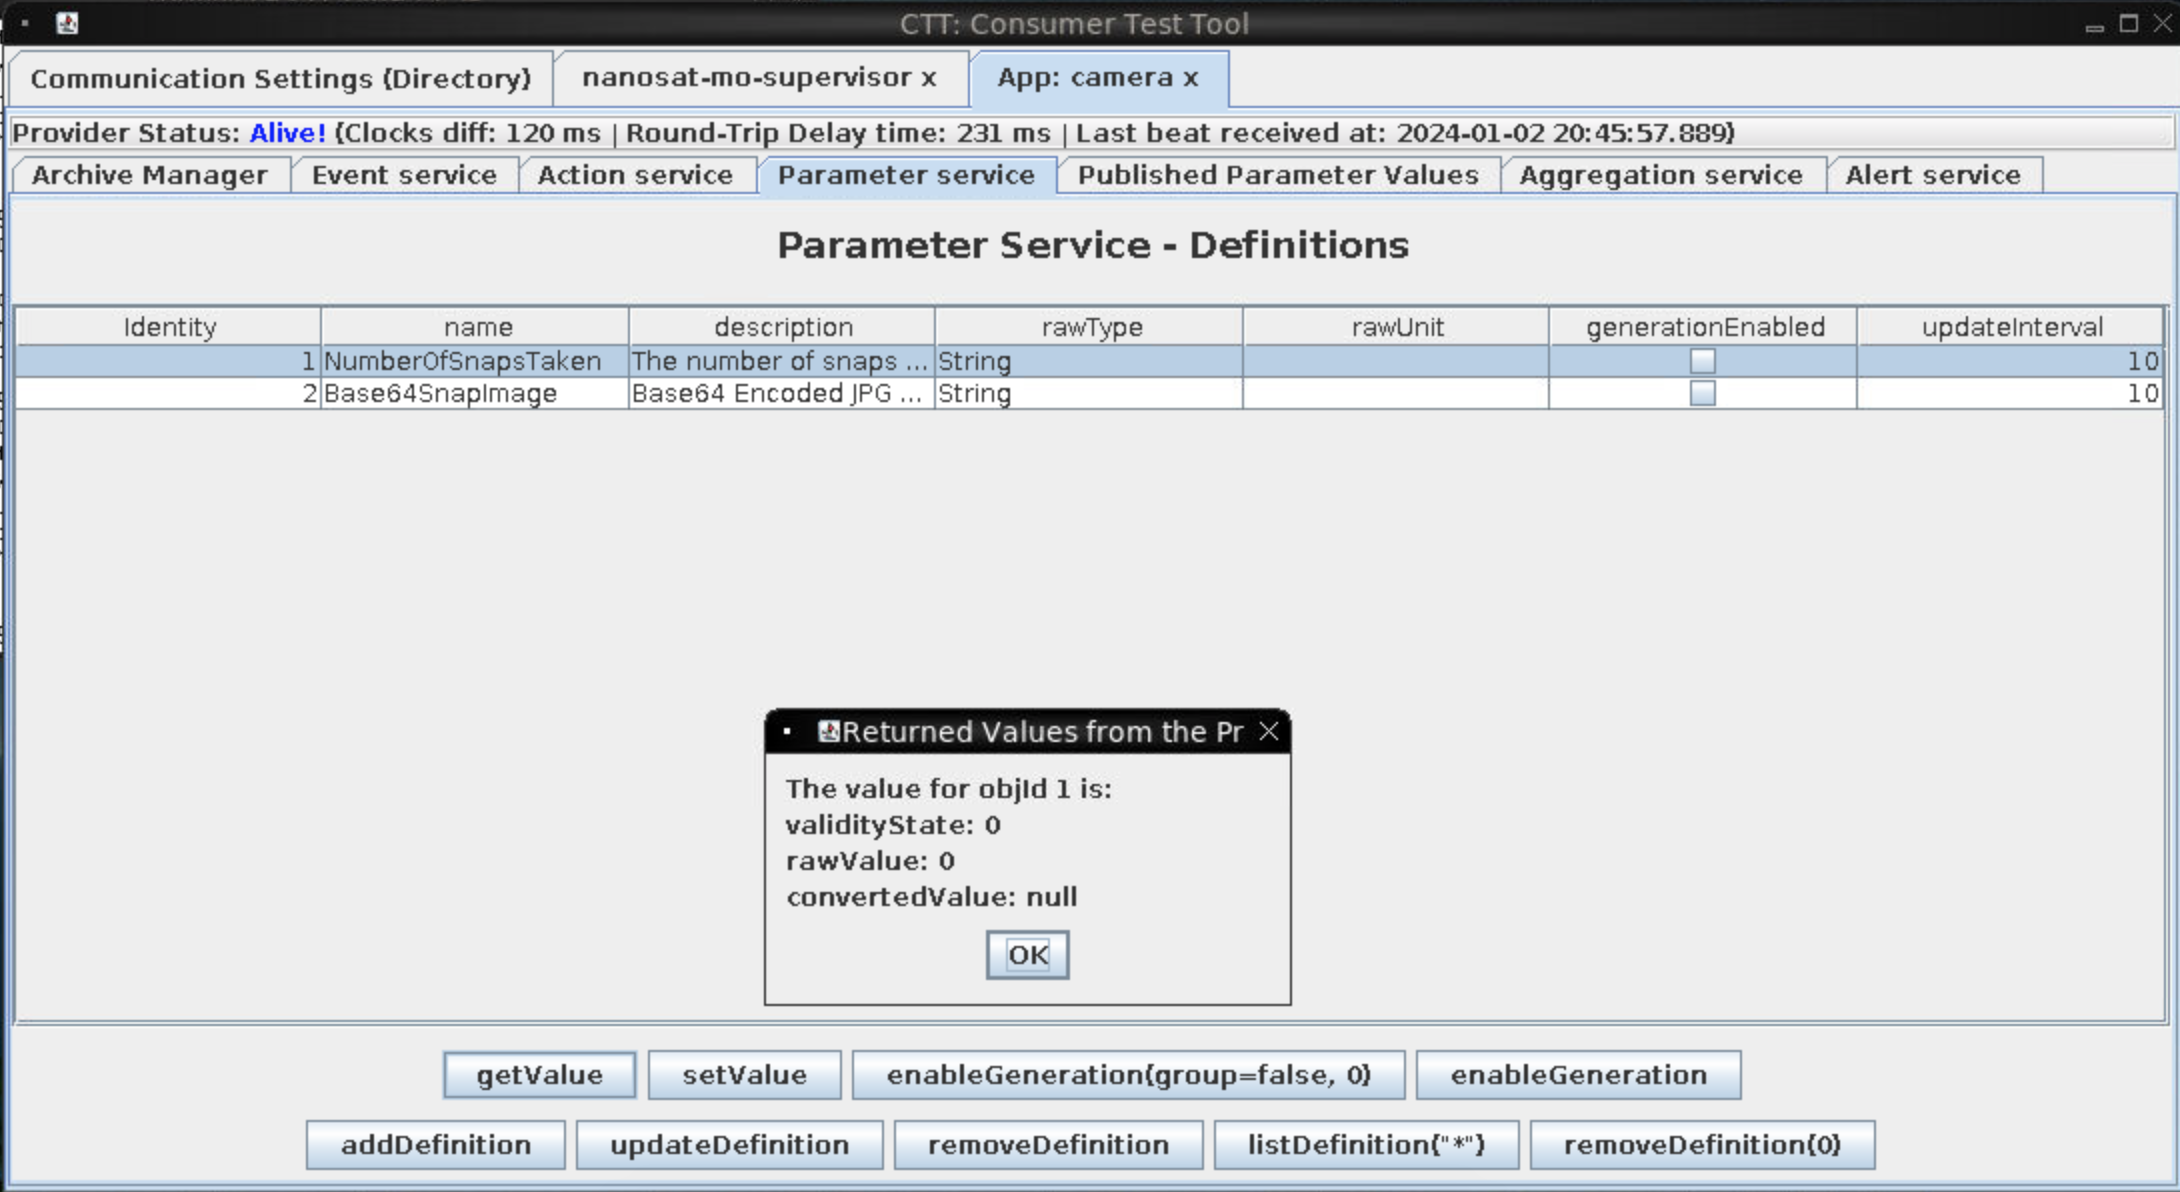 CTT: Consumer Test Tool
Communication Settings (Directory) nanosat-mo-supervisor x App: camera x
Provider Status: Alive! (Clocks diff: 120 ms | Round-Trip Delay time: 231 ms | Last beat received at: 2024-01-02 20:45:57.889)
Archive Manager Event service Action service Parameter service Published Parameter Values Aggregation service Alert service
Parameter Service - Definitions
Identity name description rawType rawUnit generationEnabled updateInterval
1 NumberOfSnapsTaken The number of snaps ... String 10
2 Base64SnapImage Base64 Encoded JPG ... String 10
Returned Values from the Pr
The value for objId 1 is:
validityState: 0
rawValue: 0
convertedValue: null
OK
getValue setValue enableGeneration(group=false, 0) enableGeneration
addDefinition updateDefinition removeDefinition listDefinition("*") removeDefinition(0)